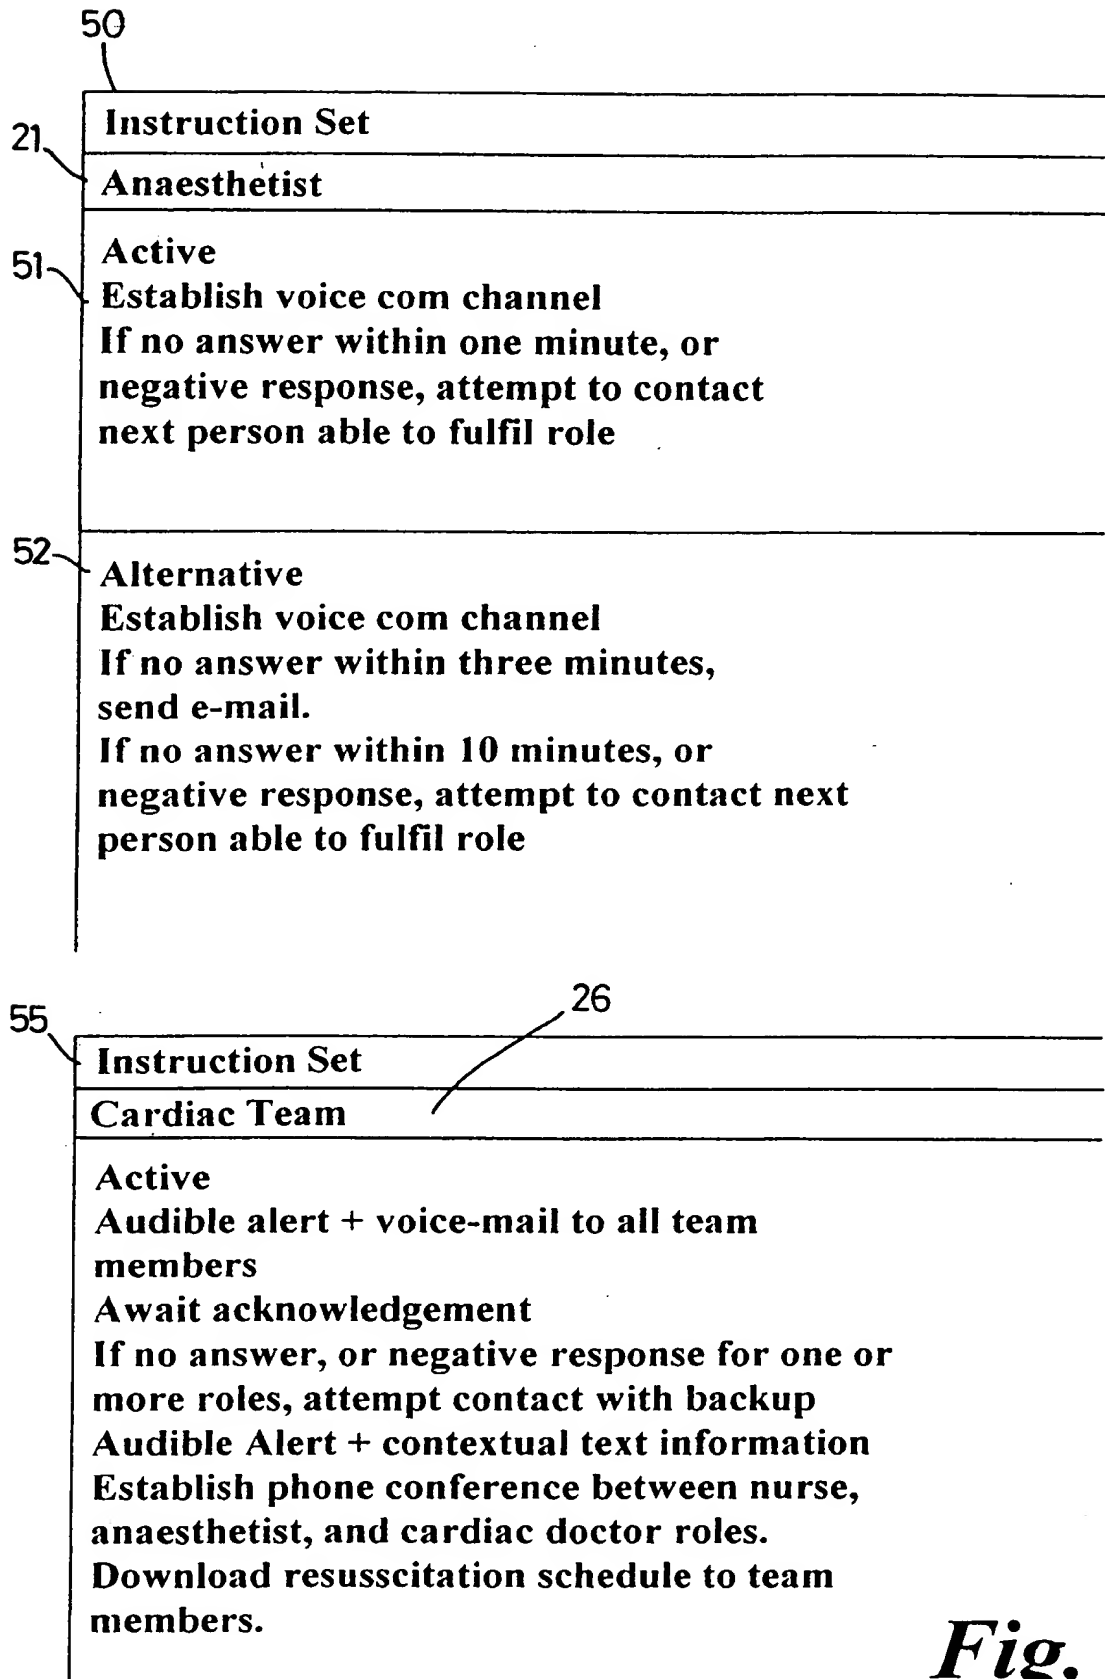 50
Instruction Set
21
Anaesthetist
Active
51
Establish voice com channel
If no answer within one minute, or
negative response, attempt to contact
next person able to fulfil role
52
Alternative
Establish voice com channel
If no answer within three minutes,
send e-mail.
If no answer within 10 minutes, or
negative response, attempt to contact next
person able to fulfil role
26
55
Instruction Set
Cardiac Team
Active
Audible alert + voice-mail to all team
members
Await acknowledgement
If no answer, or negative response for one or
more roles, attempt contact with backup
Audible Alert + contextual text information
Establish phone conference between nurse,
anaesthetist, and cardiac doctor roles.
Download resusscitation schedule to team
members.
Fig.